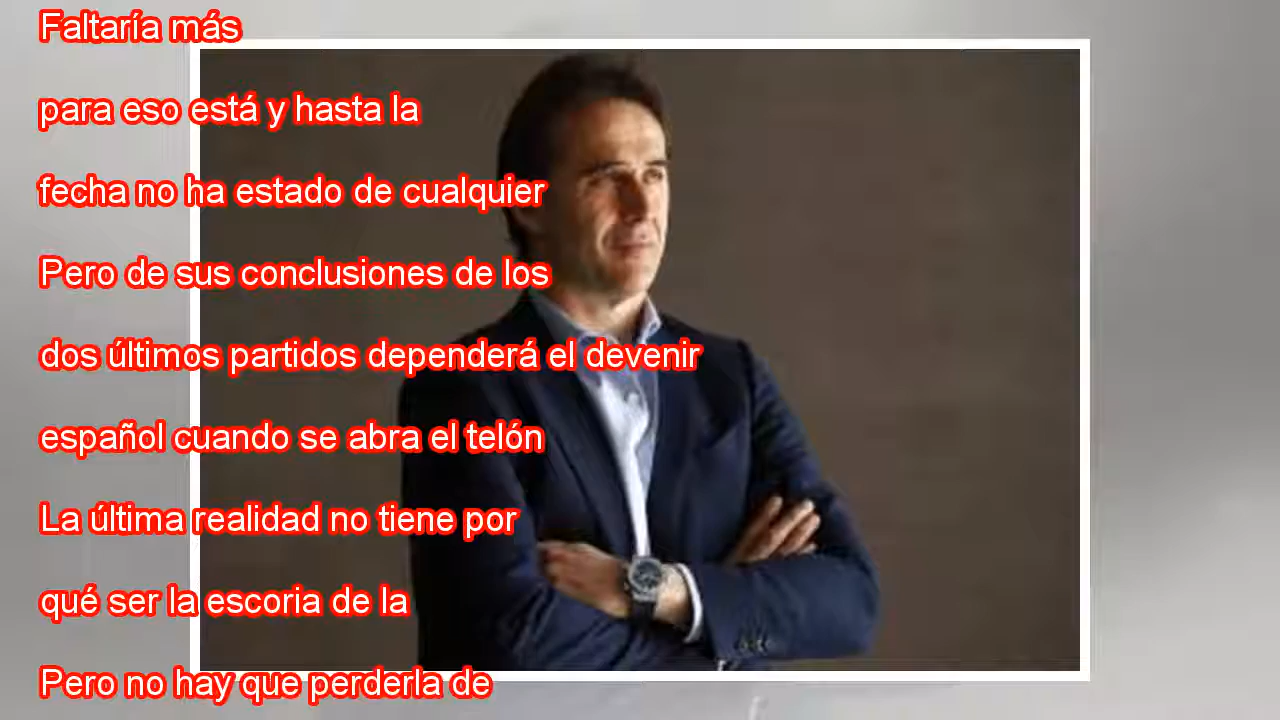 Faltaría más
para eso está y hasta la
fecha no ha estado de cualquier
Pero de sus conclusiones de los
dos últimos partidos dependerá el devenir
español cuando se abra el telón
La última realidad no tiene por
qué ser la escoria de la
Pero no hay que perderla de